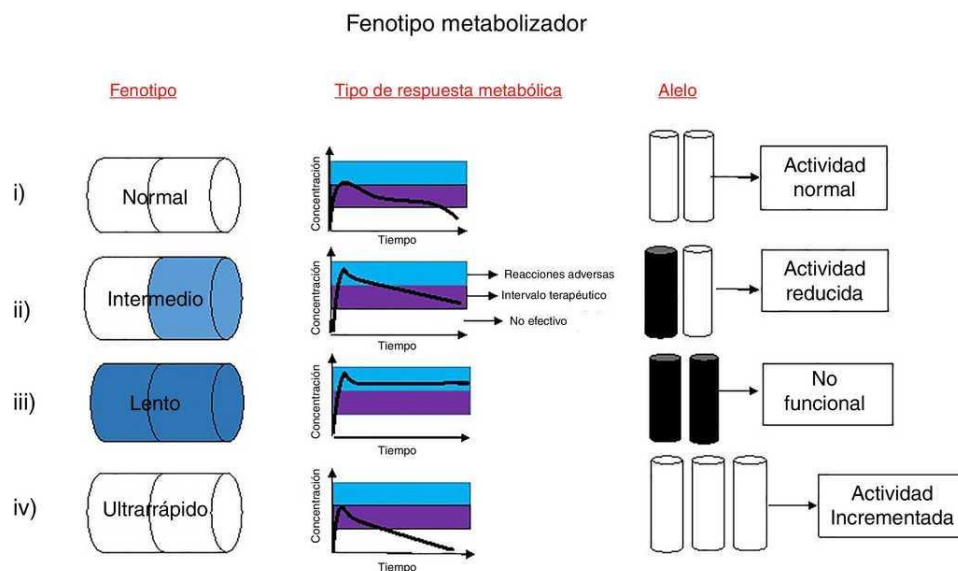 Fenotipo metabolizador
Fenotipo
Tipo de respuesta metabólica
Alelo
i)
Normal
Concentración
Tiempo
Actividad
normal
ii)
Intermedio
Concentración
Tiempo
Reacciones adversas
Intervalo terapéutico
No efectivo
Actividad
reducida
iii)
Lento
Concentración
Tiempo
No
funcional
iv)
Ultrarrápido
Concentración
Tiempo
Actividad
Incrementada